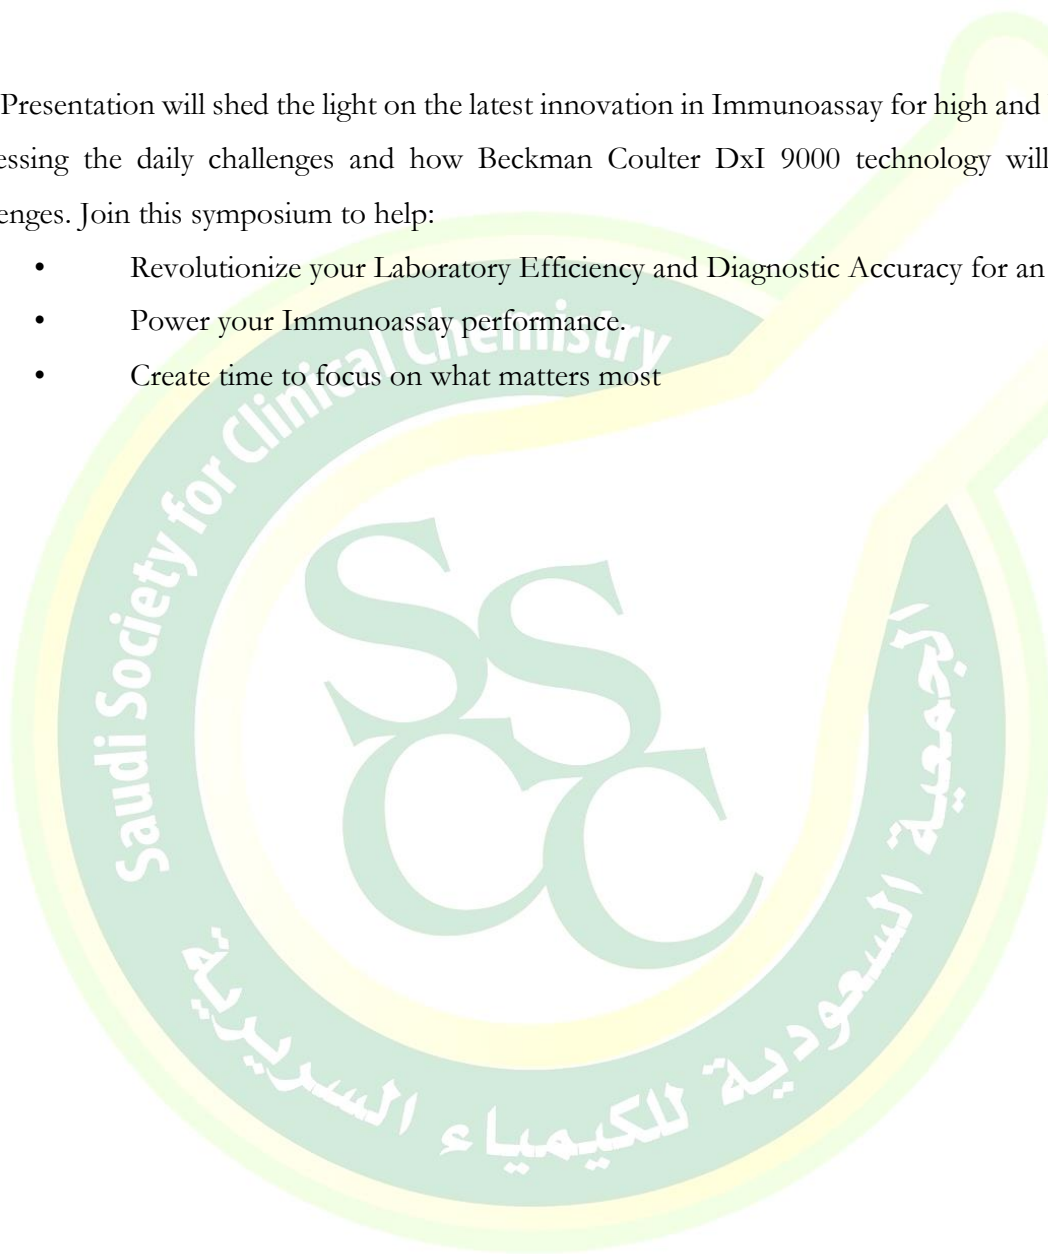 Presentation will shed the light on the latest innovation in Immunoassay for high and
essing the daily challenges and how Beckman Coulter DxI 9000 technology will
enges. Join this symposium to help:
• Revolutionize your Laboratory Efficiency and Diagnostic Accuracy for an
• Power your Immunoassay performance.
• Create time to focus on what matters most
Saudi Society for Clinical Chemistry
SSCC
الجمعية السعودية للكيمياء السريرية